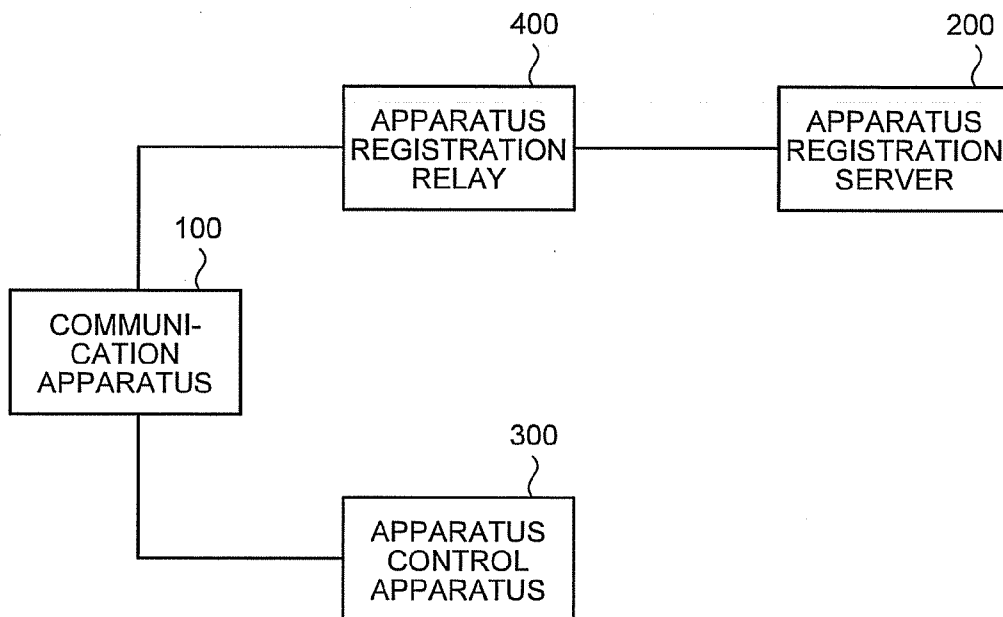 400
200
APPARATUS
REGISTRATION
RELAY
APPARATUS
REGISTRATION
SERVER
100
COMMUNI-
CATION
APPARATUS
300
APPARATUS
CONTROL
APPARATUS